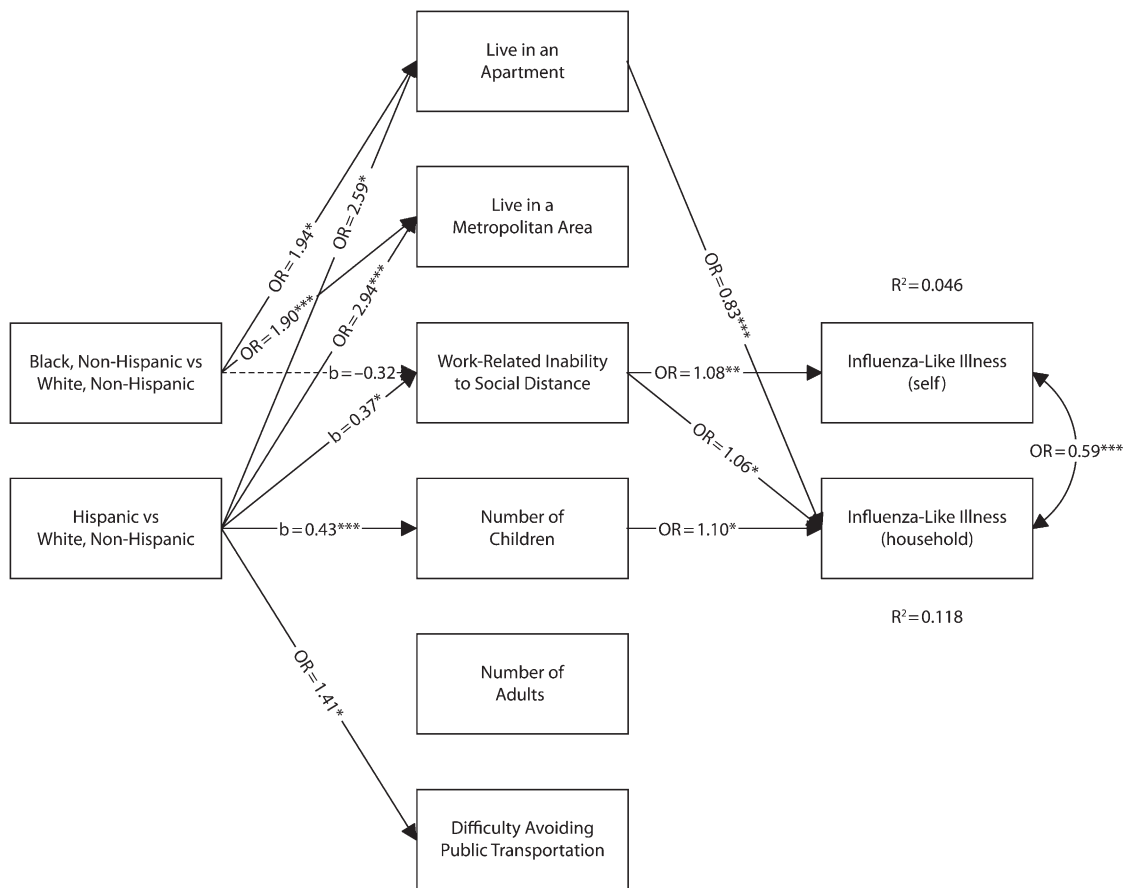 Live in an
Apartment
OR = 1.94*
OR = 2.59*
Live in a
Metropolitan Area
OR = 1.90***
OR = 2.94***
OR = 0.83***
R² = 0.046
Black, Non-Hispanic vs
White, Non-Hispanic
b = −0.32
b = 0.37*
Work-Related Inability
to Social Distance
OR = 1.08**
OR = 1.06*
Influenza-Like Illness
(self)
OR = 0.59***
Hispanic vs
White, Non-Hispanic
b = 0.43***
Number of
Children
OR = 1.10*
Influenza-Like Illness
(household)
R² = 0.118
OR = 1.41*
Number of
Adults
Difficulty Avoiding
Public Transportation